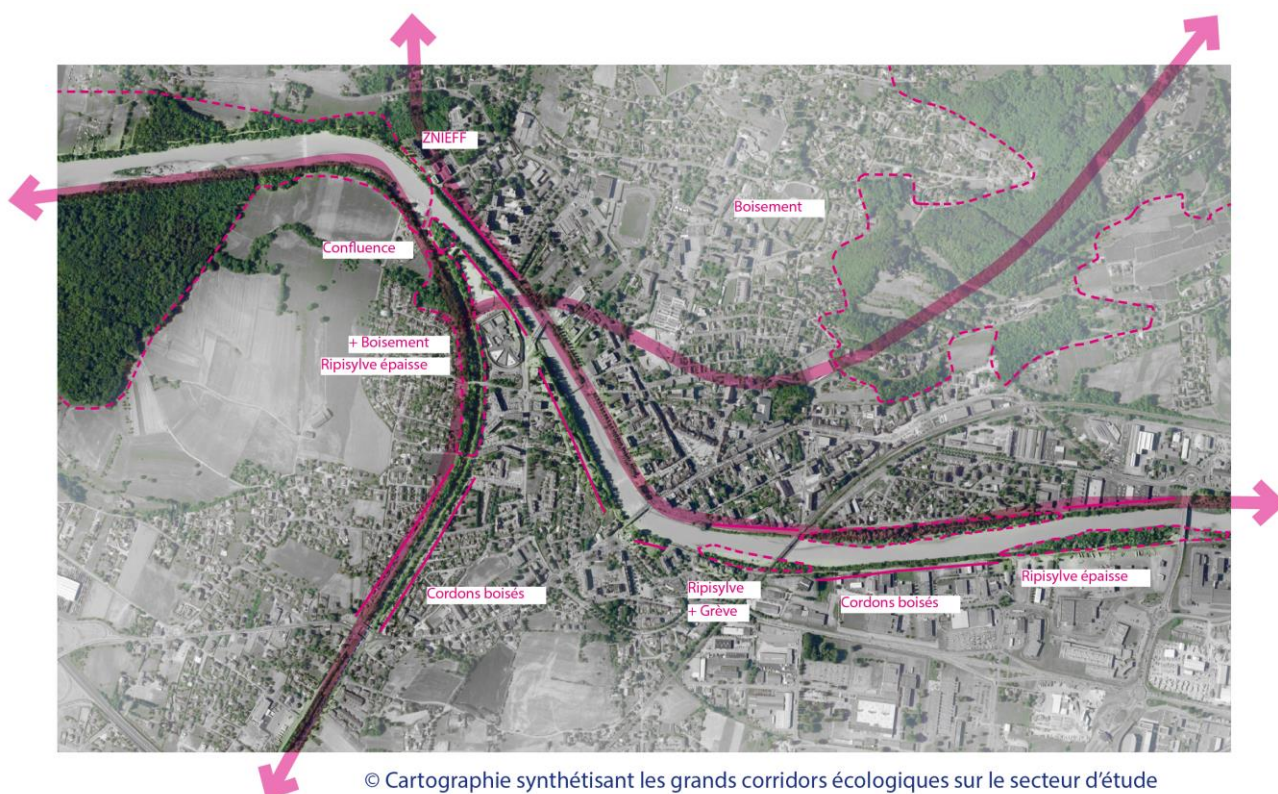 ZNIEFF
Boisement
Confluence
+ Boisement
Ripisylve épaisse
Cordons boisés
Ripisylve
+ Grève
Cordons boisés
Ripisylve épaisse
© Cartographie synthétisant les grands corridors écologiques sur le secteur d'étude